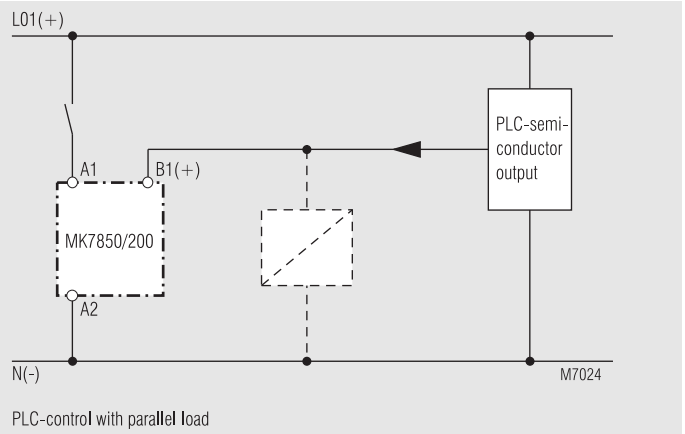 L01(+)
PLC-semi-
conductor
output
A1
B1(+)
MK7850/200
A2
N(-)
M7024
PLC-control with parallel load